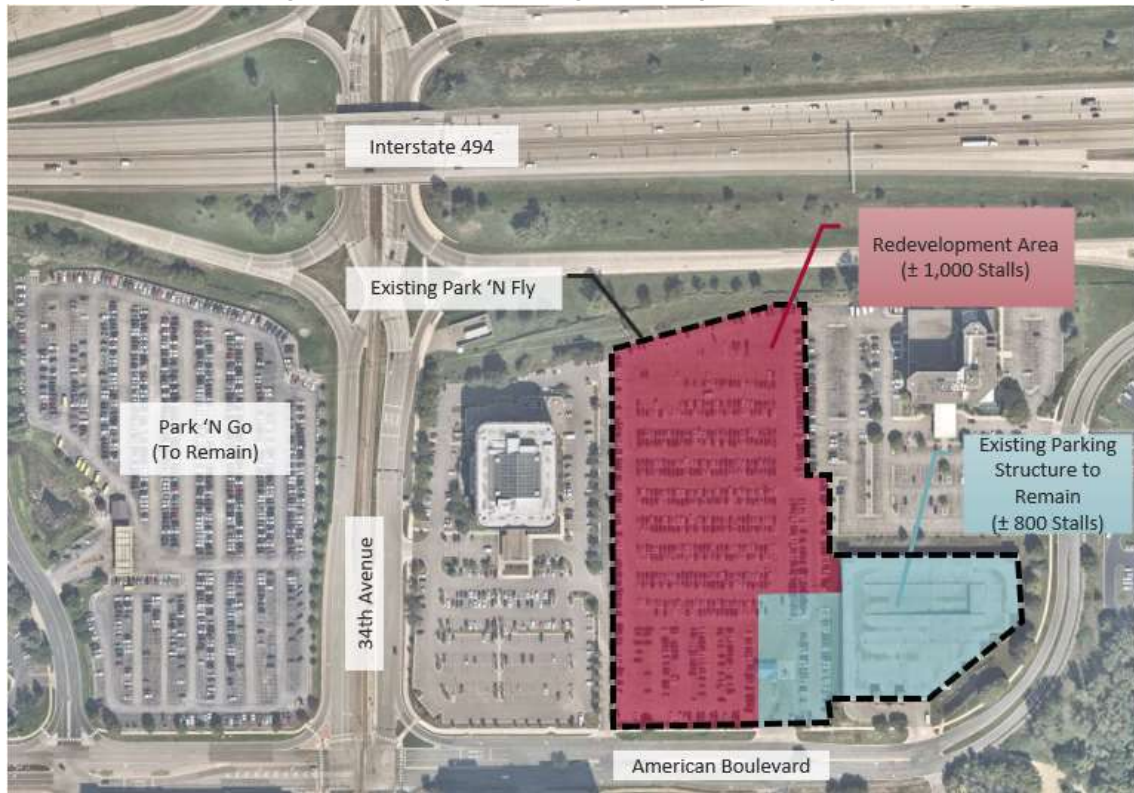 Interstate 494
Redevelopment Area
(± 1,000 Stalls)
Existing Park ‘N Fly
Park ‘N Go
(To Remain)
Existing Parking
Structure to
Remain
(± 800 Stalls)
34th Avenue
American Boulevard